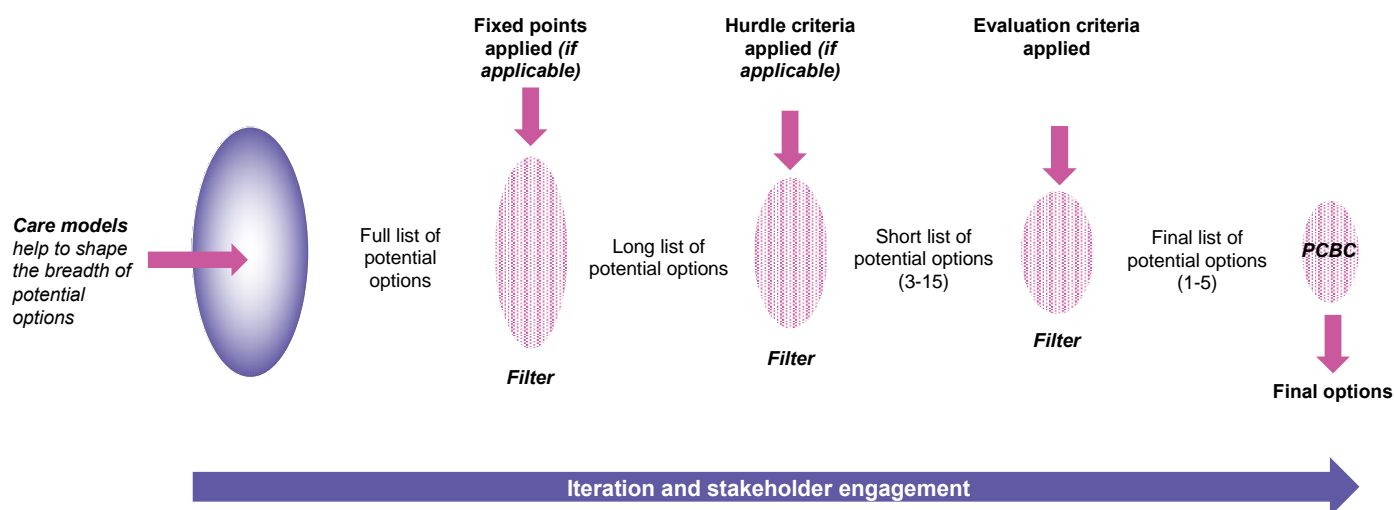 Fixed points
applied (if
applicable)
Hurdle criteria
applied (if
applicable)
Evaluation criteria
applied
Care models
help to shape
the breadth of
potential
options
Full list of
potential
options
Filter
Long list of
potential options
Filter
Short list of
potential options
(3-15)
Filter
Final list of
potential options
(1-5)
PCBC
Final options
Iteration and stakeholder engagement